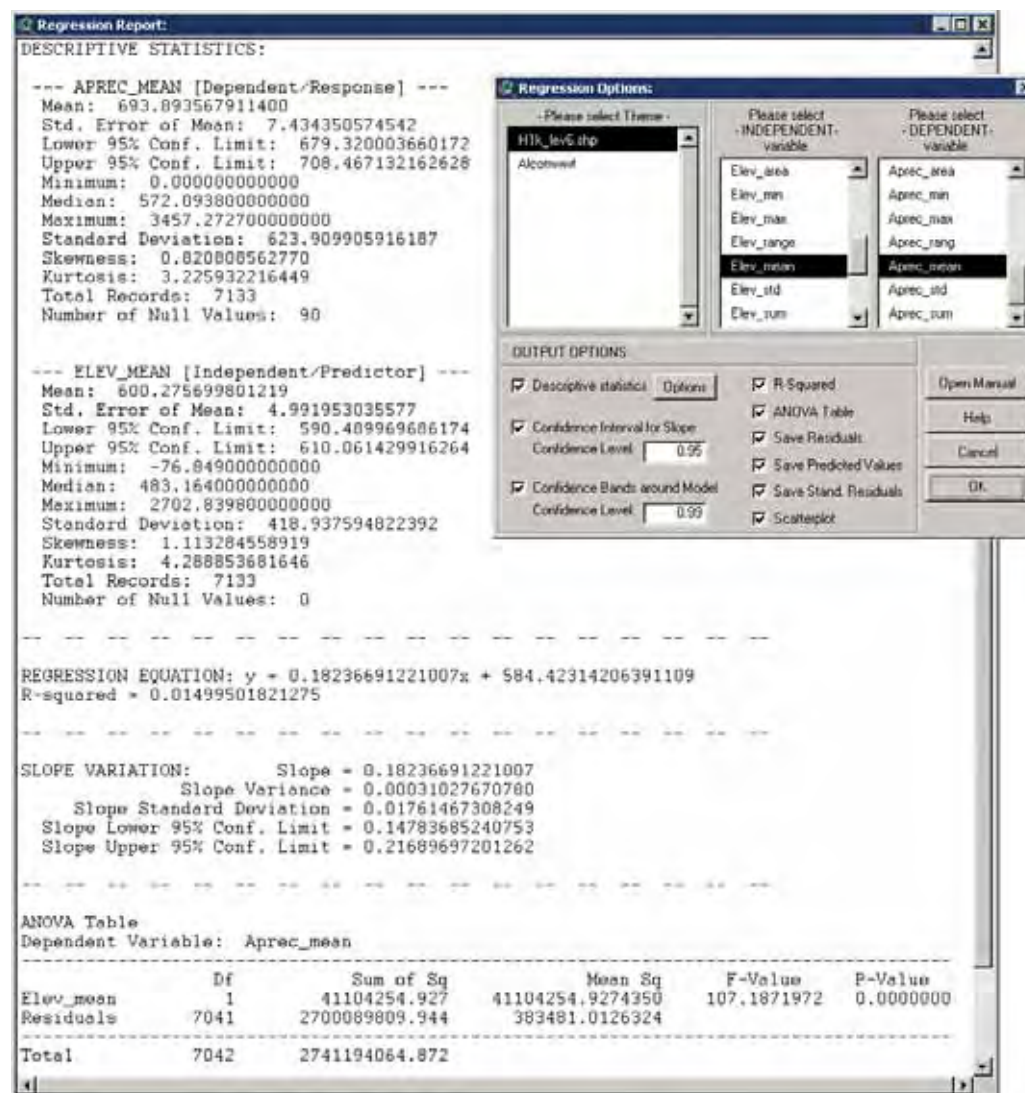 Regression Report:
DESCRIPTIVE STATISTICS:
--- APREC_MEAN [Dependent/Response] ---
Mean: 693.893567911400
Std. Error of Mean: 7.434350574542
Lower 95% Conf. Limit: 679.320003660172
Upper 95% Conf. Limit: 708.467132162628
Minimum: 0.000000000000
Median: 572.093800000000
Maximum: 3457.272700000000
Standard Deviation: 623.909905916187
Skewness: 0.820808562770
Kurtosis: 3.225932216449
Total Records: 7133
Number of Null Values: 90
--- ELEV_MEAN [Independent/Predictor] ---
Mean: 600.275699801219
Std. Error of Mean: 4.991953035577
Lower 95% Conf. Limit: 590.489969686174
Upper 95% Conf. Limit: 610.061429916264
Minimum: -76.849000000000
Median: 483.164000000000
Maximum: 2702.839800000000
Standard Deviation: 418.937594822392
Skewness: 1.113284558919
Kurtosis: 4.288853681646
Total Records: 7133
Number of Null Values: 0
REGRESSION EQUATION: y = 0.18236691221007x + 584.42314206391109
R-squared = 0.01499501821275
SLOPE VARIATION: Slope = 0.18236691221007
Slope Variance = 0.00031027670780
Slope Standard Deviation = 0.01761467308249
Slope Lower 95% Conf. Limit = 0.14783685240753
Slope Upper 95% Conf. Limit = 0.21689697201262
ANOVA Table
Dependent Variable: Aprec_mean
Df Sum of Sq Mean Sq F-Value P-Value
Elev_mean 1 41104254.927 41104254.9274350 107.1871972 0.0000000
Residuals 7041 2700089809.944 383481.0126324
Total 7042 2741194064.872
Regression Options:
- Please select Theme -
H1k_lev6.shp
Please select
- INDEPENDENT -
variable
Elev_area
Elev_min
Elev_max
Elev_range
Elev_mean
Elev_std
Elev_sum
Please select
- DEPENDENT -
variable
Aprec_area
Aprec_min
Aprec_max
Aprec_rang
Aprec_mean
Aprec_std
Aprec_sum
OUTPUT OPTIONS
Descriptive statistics Options
Confidence Interval for Slope
Confidence Level: 0.95
Confidence Bands around Model
Confidence Level: 0.99
R-Squared
ANOVA Table
Save Residuals
Save Predicted Values
Save Stand. Residuals
Scatterplot
Open Manual
Help
Cancel
OK